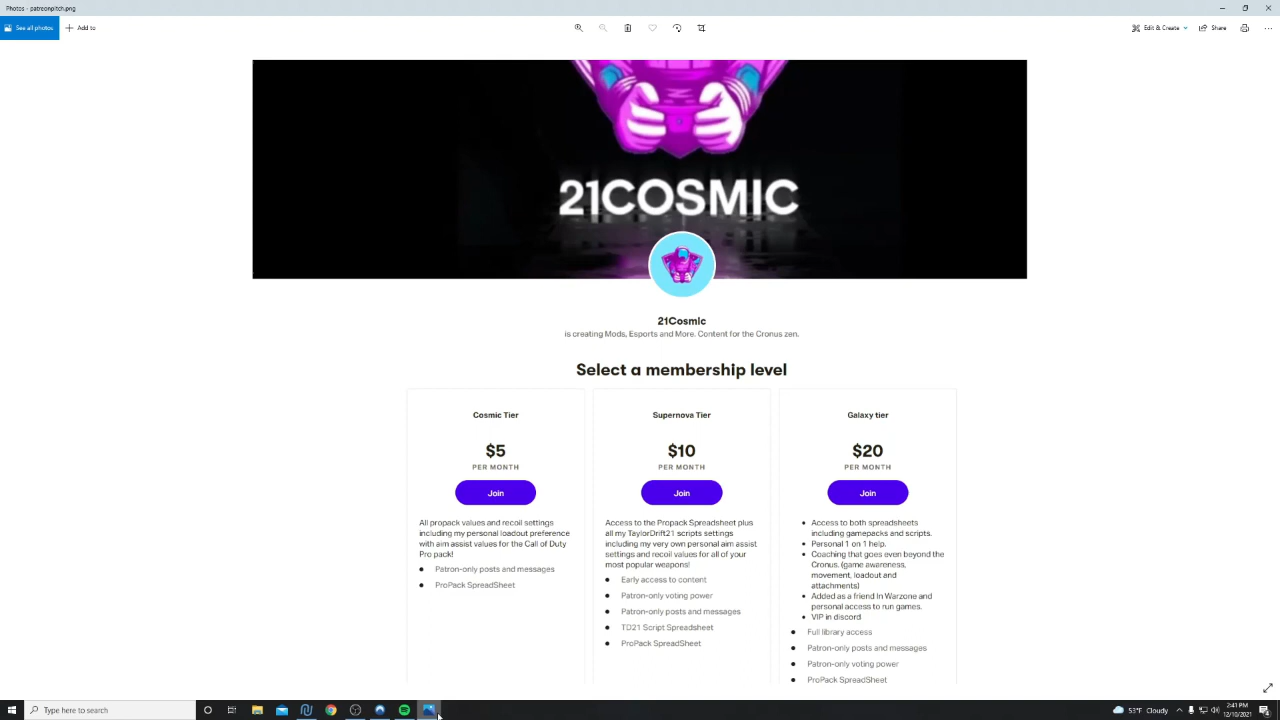 Photos - patreonpitch.png
See all photos
Add to
Edit & Create
Share
21COSMIC
21Cosmic
is creating Mods, Esports and More. Content for the Cronus zen.
Select a membership level
Cosmic Tier
$5
PER MONTH
Join
All propack values and recoil settings
including my personal loadout preference
with aim assist values for the Call of Duty
Pro pack!
Patron-only posts and messages
ProPack SpreadSheet
Supernova Tier
$10
PER MONTH
Join
Access to the Propack Spreadsheet plus
all my TaylorDrift21 scripts settings
including my very own personal aim assist
settings and recoil values for all of your
most popular weapons!
Early access to content
Patron-only voting power
Patron-only posts and messages
TD21 Script Spreadsheet
ProPack SpreadSheet
Galaxy tier
$20
PER MONTH
Join
Access to both spreadsheets
including gamepacks and scripts.
Personal 1 on 1 help.
Coaching that goes even beyond the
Cronus. (game awareness,
movement, loadout and
attachments)
Added as a friend In Warzone and
personal access to run games.
VIP in discord
Full library access
Patron-only posts and messages
Patron-only voting power
ProPack SpreadSheet
Type here to search
53°F Cloudy
2:41 PM
12/10/2021